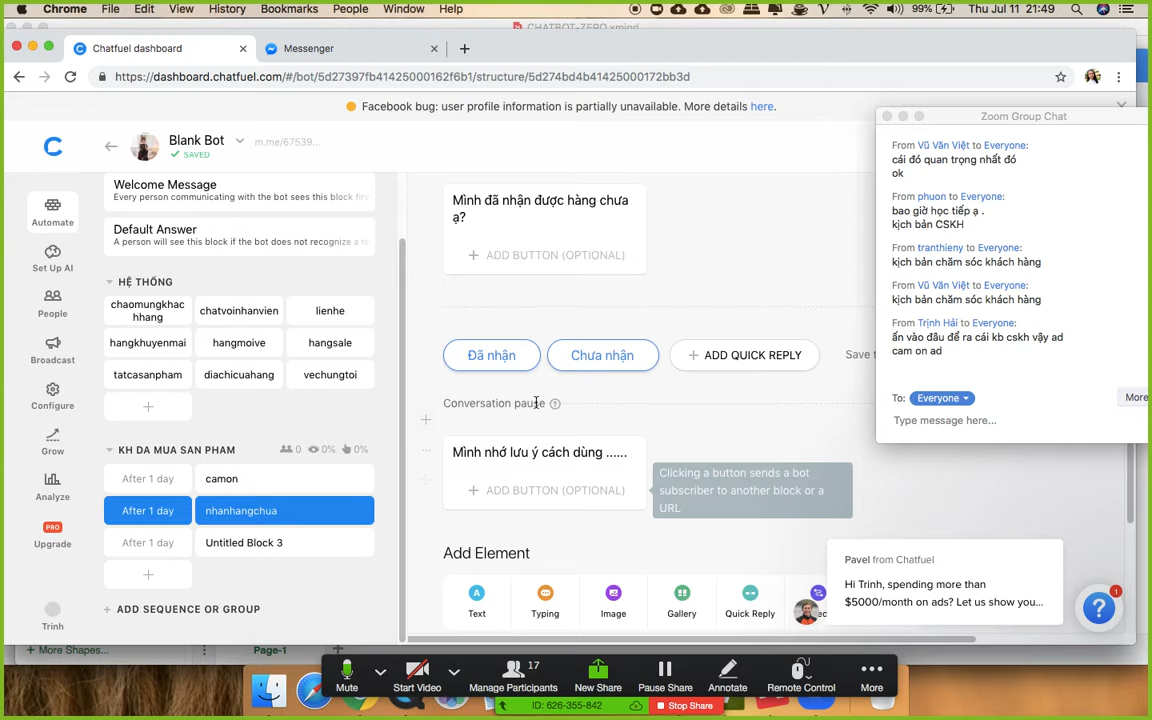 Chrome File Edit View History Bookmarks People Window Help 99% Thu Jul 11 21:49
CHATBOT-ZERO.xmind
Chatfuel dashboard
Messenger
https://dashboard.chatfuel.com/#/bot/5d27397fb41425000162f6b1/structure/5d274bd4b41425000172bb3d
Facebook bug: user profile information is partially unavailable. More details here.
Blank Bot
m.me/67539...
SAVED
Automate
Set Up AI
People
Broadcast
Configure
Grow
Analyze
PRO
Upgrade
Trinh
Welcome Message
Every person communicating with the bot sees this block first
Default Answer
A person will see this block if the bot does not recognize a te
HỆ THỐNG
chaomungkhac
hhang
chatvoinhanvien
lienhe
hangkhuyenmai
hangmoive
hangsale
tatcasanpham
diachicuahang
vechungtoi
KH DA MUA SAN PHAM 0 0% 0%
After 1 day camon
After 1 day nhanhangchua
After 1 day Untitled Block 3
ADD SEQUENCE OR GROUP
Mình đã nhận được hàng chưa
ạ?
ADD BUTTON (OPTIONAL)
Đã nhận
Chưa nhận
ADD QUICK REPLY
Save t
Conversation pause
Mình nhớ lưu ý cách dùng ......
ADD BUTTON (OPTIONAL)
Clicking a button sends a bot
subscriber to another block or a
URL
Add Element
Text
Typing
Image
Gallery
Quick Reply
Zoom Group Chat
From Vũ Văn Việt to Everyone:
cái đó quan trọng nhất đó
ok
From phuon to Everyone:
bao giờ học tiếp ạ .
kịch bản CSKH
From tranthieny to Everyone:
kịch bản chăm sóc khách hàng
From Vũ Văn Việt to Everyone:
kịch bản chăm sóc khách hàng
From Trịnh Hải to Everyone:
ấn vào đâu để ra cái kb cskh vậy ad
cam on ad
To: Everyone
More
Type message here...
Pavel from Chatfuel
Hi Trinh, spending more than
$5000/month on ads? Let us show you...
1
More Shapes...
Page-1
Mute
Start Video
17
Manage Participants
New Share
Pause Share
Annotate
Remote Control
More
ID: 626-355-842
Stop Share